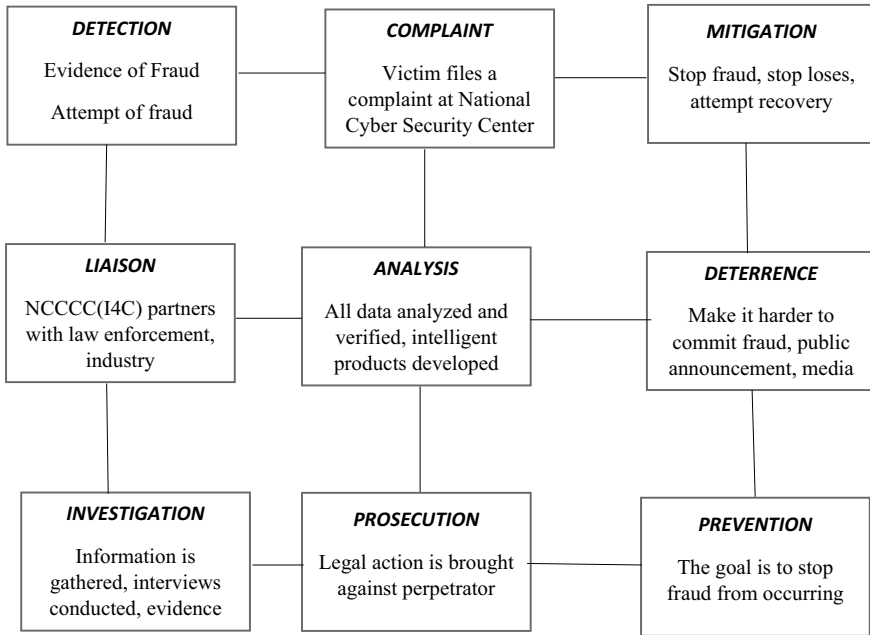 DETECTION
Evidence of Fraud
Attempt of fraud
COMPLAINT
Victim files a
complaint at National
Cyber Security Center
MITIGATION
Stop fraud, stop loses,
attempt recovery
LIAISON
NCCCC(I4C) partners
with law enforcement,
industry
ANALYSIS
All data analyzed and
verified, intelligent
products developed
DETERRENCE
Make it harder to
commit fraud, public
announcement, media
INVESTIGATION
Information is
gathered, interviews
conducted, evidence
PROSECUTION
Legal action is brought
against perpetrator
PREVENTION
The goal is to stop
fraud from occurring